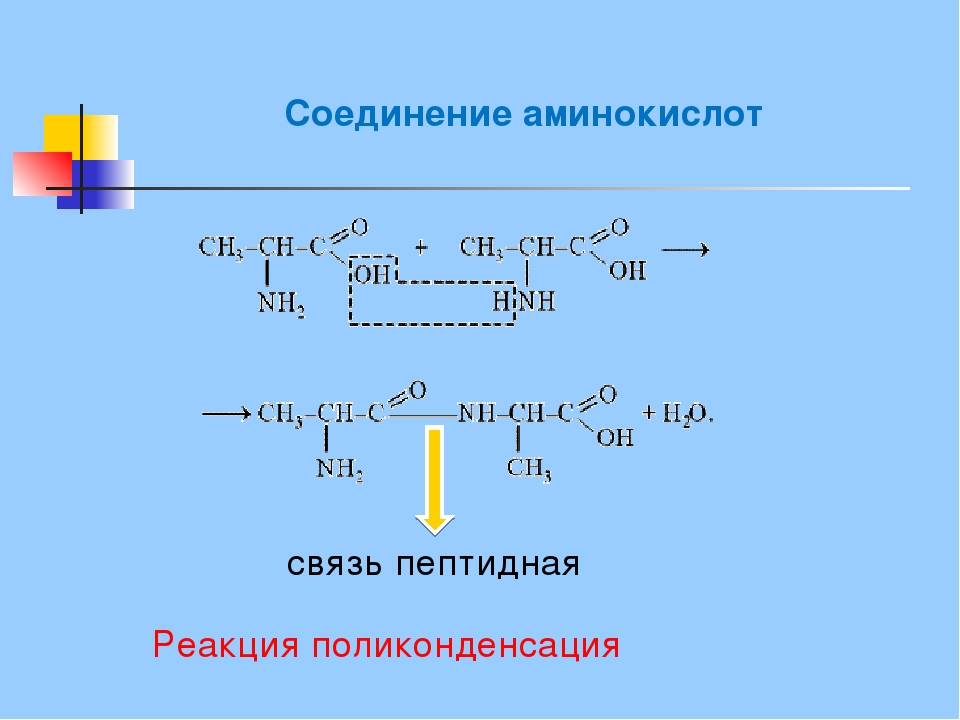 Соединение аминокислот
CH₃–CH–C=O + CH₃–CH–C=O ⟶
OH OH
NH₂ H NH
⟶ CH₃–CH–C=O—NH–CH–C=O + H₂O.
OH
NH₂ CH₃
связь пептидная
Реакция поликонденсация